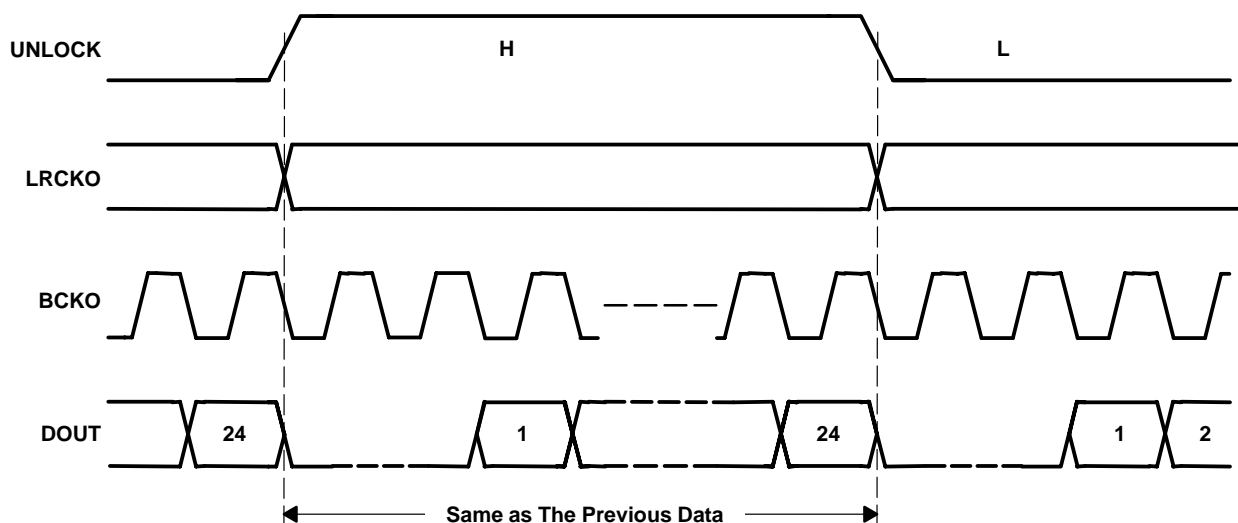 UNLOCK H L
LRCKO
BCKO
DOUT 24 1 24 1 2
Same as The Previous Data